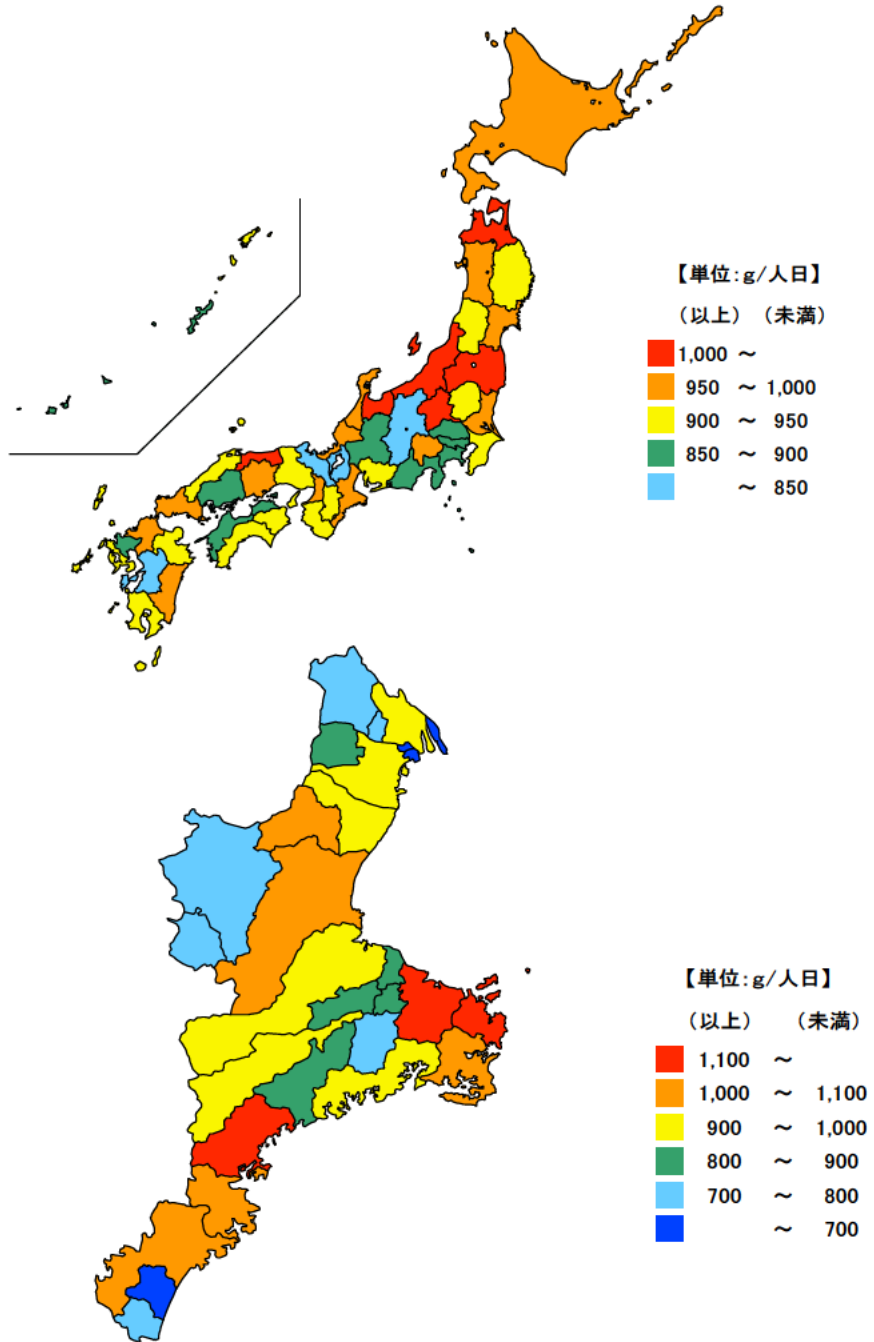 【単位:g/人日】
(以上) (未満)
1,000 ～
950 ～ 1,000
900 ～ 950
850 ～ 900
～ 850
【単位:g/人日】
(以上) (未満)
1,100 ～
1,000 ～ 1,100
900 ～ 1,000
800 ～ 900
700 ～ 800
～ 700